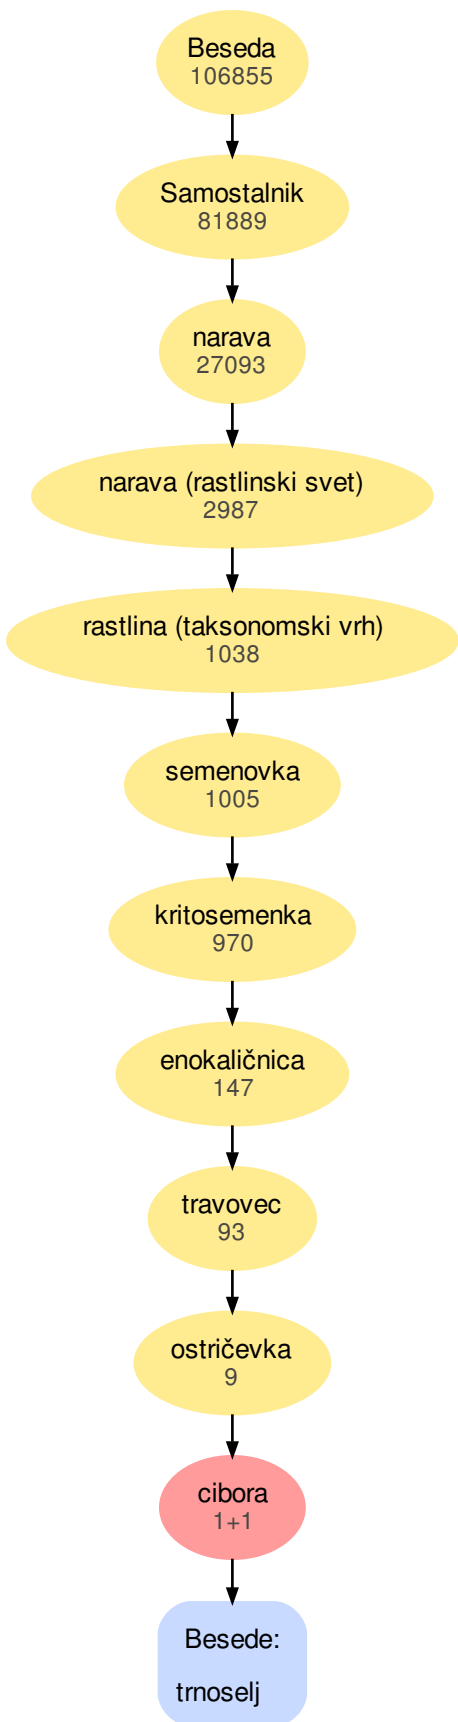 Beseda
106855
Samostalnik
81889
narava
27093
narava (rastlinski svet)
2987
rastlina (taksonomski vrh)
1038
semenovka
1005
kritosemenka
970
enokaličnica
147
travovec
93
ostričevka
9
cibora
1+1
Besede:
trnoselj